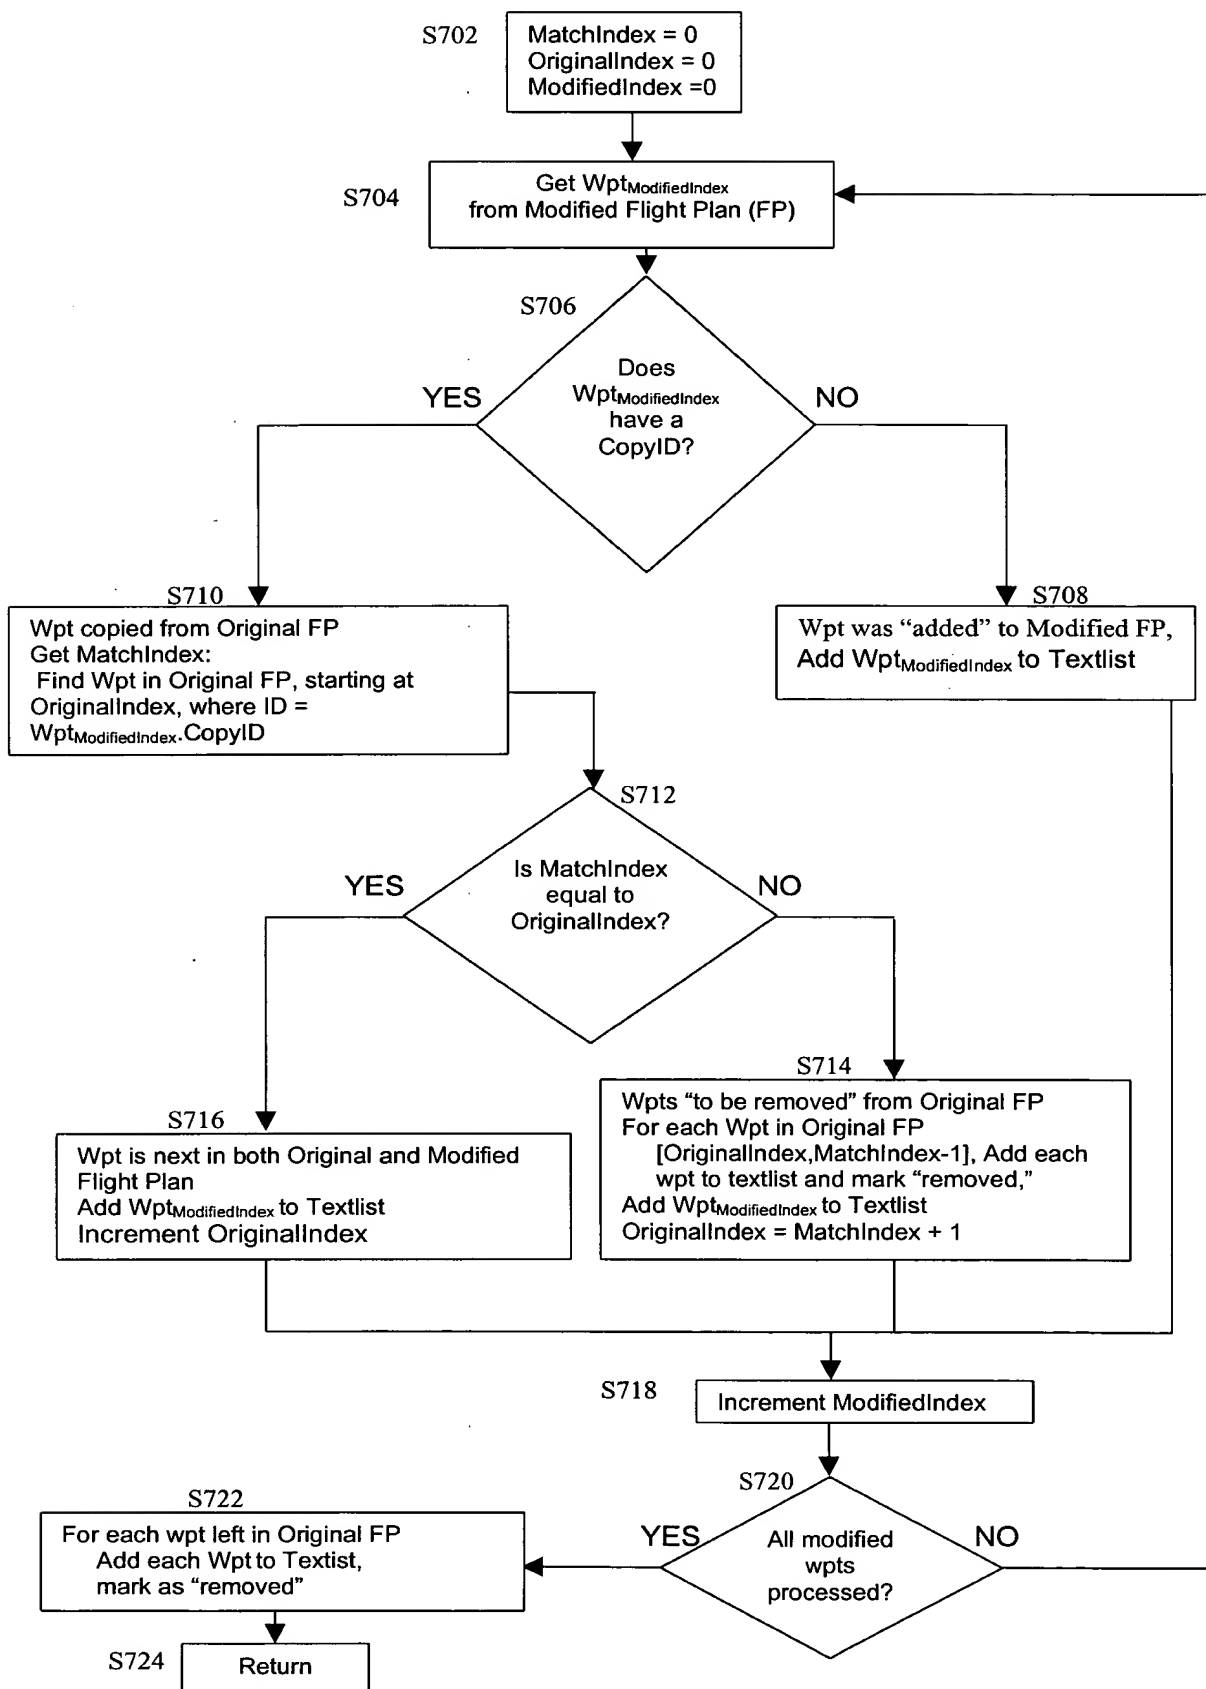 S702
MatchIndex = 0
OriginalIndex = 0
ModifiedIndex =0
S704
Get WptModifiedIndex
from Modified Flight Plan (FP)
S706
Does
WptModifiedIndex
have a
CopyID?
YES
NO
S710
Wpt copied from Original FP
Get MatchIndex:
Find Wpt in Original FP, starting at
OriginalIndex, where ID =
WptModifiedIndex.CopyID
S708
Wpt was “added” to Modified FP,
Add WptModifiedIndex to Textlist
S712
Is MatchIndex
equal to
OriginalIndex?
YES
NO
S714
Wpts “to be removed” from Original FP
For each Wpt in Original FP
[OriginalIndex,MatchIndex-1], Add each
wpt to textlist and mark “removed,”
Add WptModifiedIndex to Textlist
OriginalIndex = MatchIndex + 1
S716
Wpt is next in both Original and Modified
Flight Plan
Add WptModifiedIndex to Textlist
Increment OriginalIndex
S718
Increment ModifiedIndex
S720
All modified
wpts
processed?
YES
NO
S722
For each wpt left in Original FP
Add each Wpt to Textist,
mark as “removed”
S724
Return